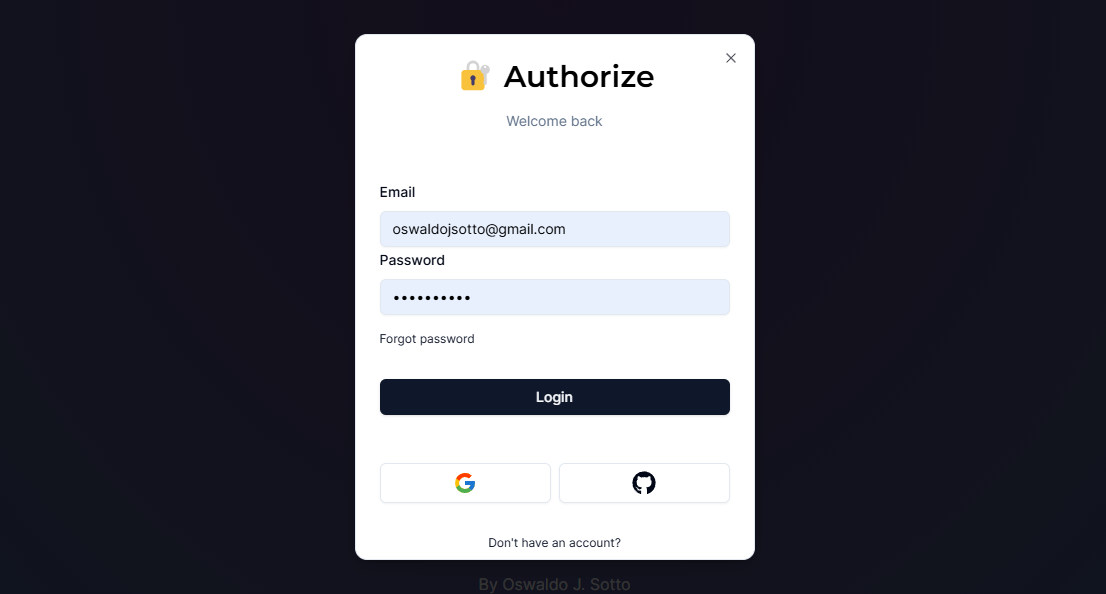 Authorize
Welcome back
Email
oswaldojsotto@gmail.com
Password
••••••••••
Forgot password
Login
Don't have an account?
By Oswaldo J. Sotto